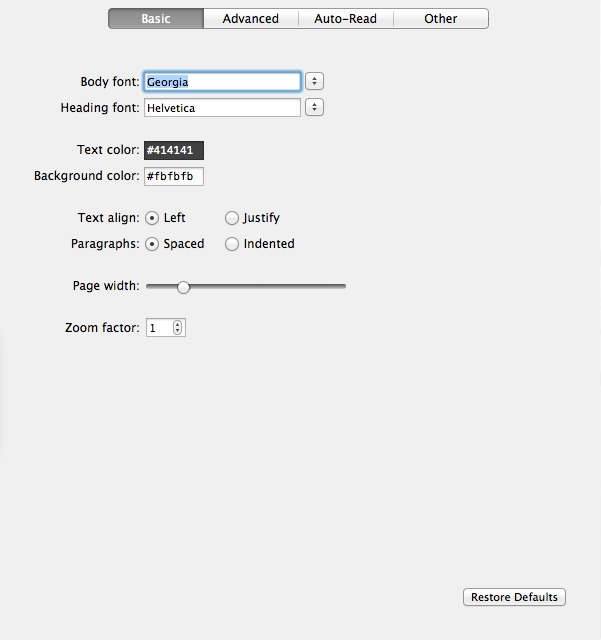 Basic Advanced Auto-Read Other
Body font: Georgia
Heading font: Helvetica
Text color: #414141
Background color: #fbfbfb
Text align: Left Justify
Paragraphs: Spaced Indented
Page width:
Zoom factor: 1
Restore Defaults